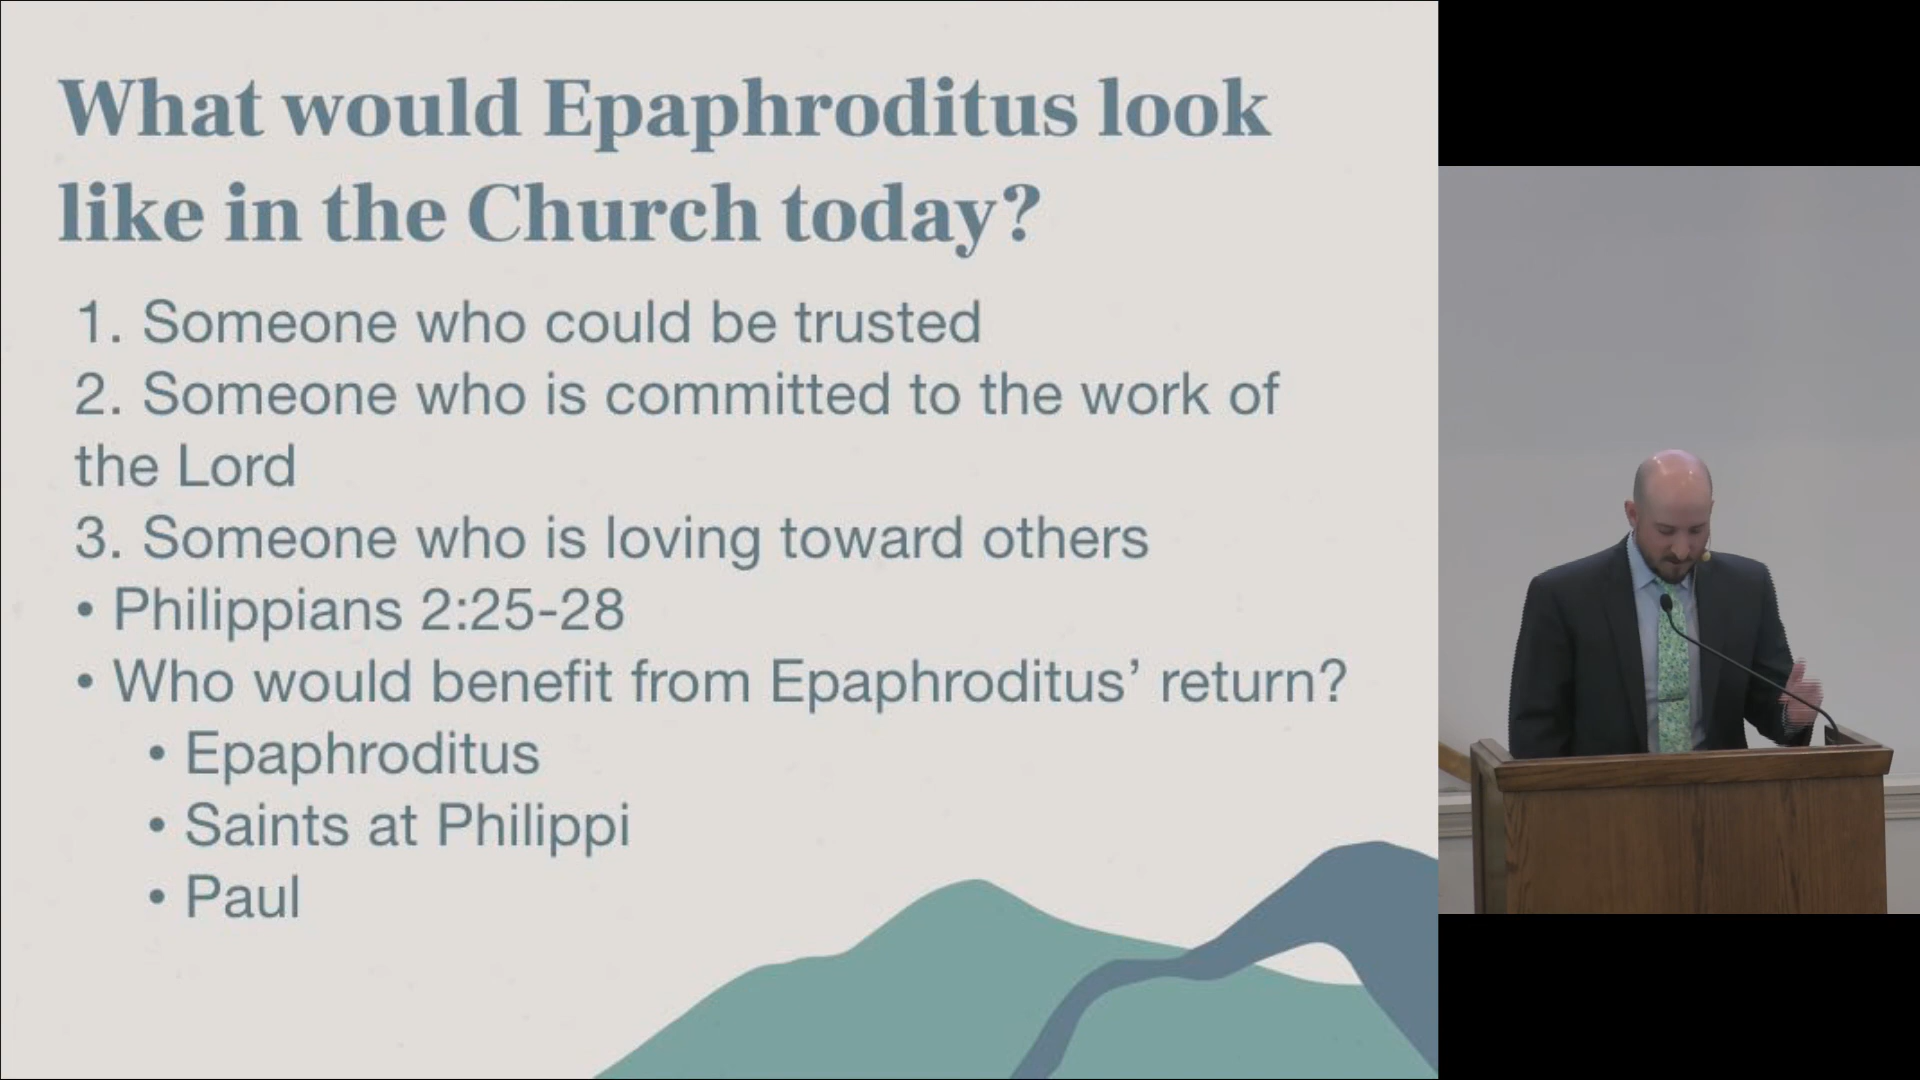 What would Epaphroditus look
like in the Church today?
1. Someone who could be trusted
2. Someone who is committed to the work of
the Lord
3. Someone who is loving toward others
• Philippians 2:25-28
• Who would benefit from Epaphroditus’ return?
• Epaphroditus
• Saints at Philippi
• Paul